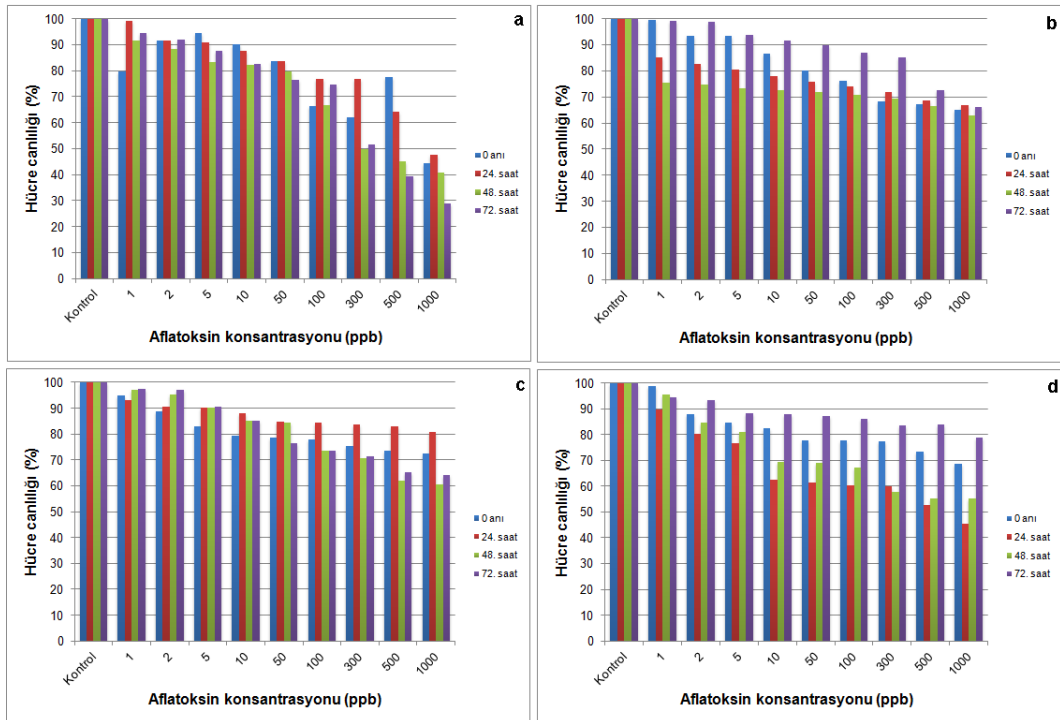 a
Hücre canlılığı (%)
100
90
80
70
60
50
40
30
20
10
0
Kontrol 1 2 5 10 50 100 300 500 1000
Aflatoksin konsantrasyonu (ppb)
0 anı
24. saat
48. saat
72. saat
b
Hücre canlılığı (%)
100
90
80
70
60
50
40
30
20
10
0
Kontrol 1 2 5 10 50 100 300 500 1000
Aflatoksin konsantrasyonu (ppb)
0 anı
24. saat
48. saat
72. saat
c
Hücre canlılığı (%)
100
90
80
70
60
50
40
30
20
10
0
Kontrol 1 2 5 10 50 100 300 500 1000
Aflatoksin konsantrasyonu (ppb)
0 anı
24. saat
48. saat
72. saat
d
Hücre canlılığı (%)
100
90
80
70
60
50
40
30
20
10
0
Kontrol 1 2 5 10 50 100 300 500 1000
Aflatoksin konsantrasyonu (ppb)
0 anı
24. saat
48. saat
72. saat